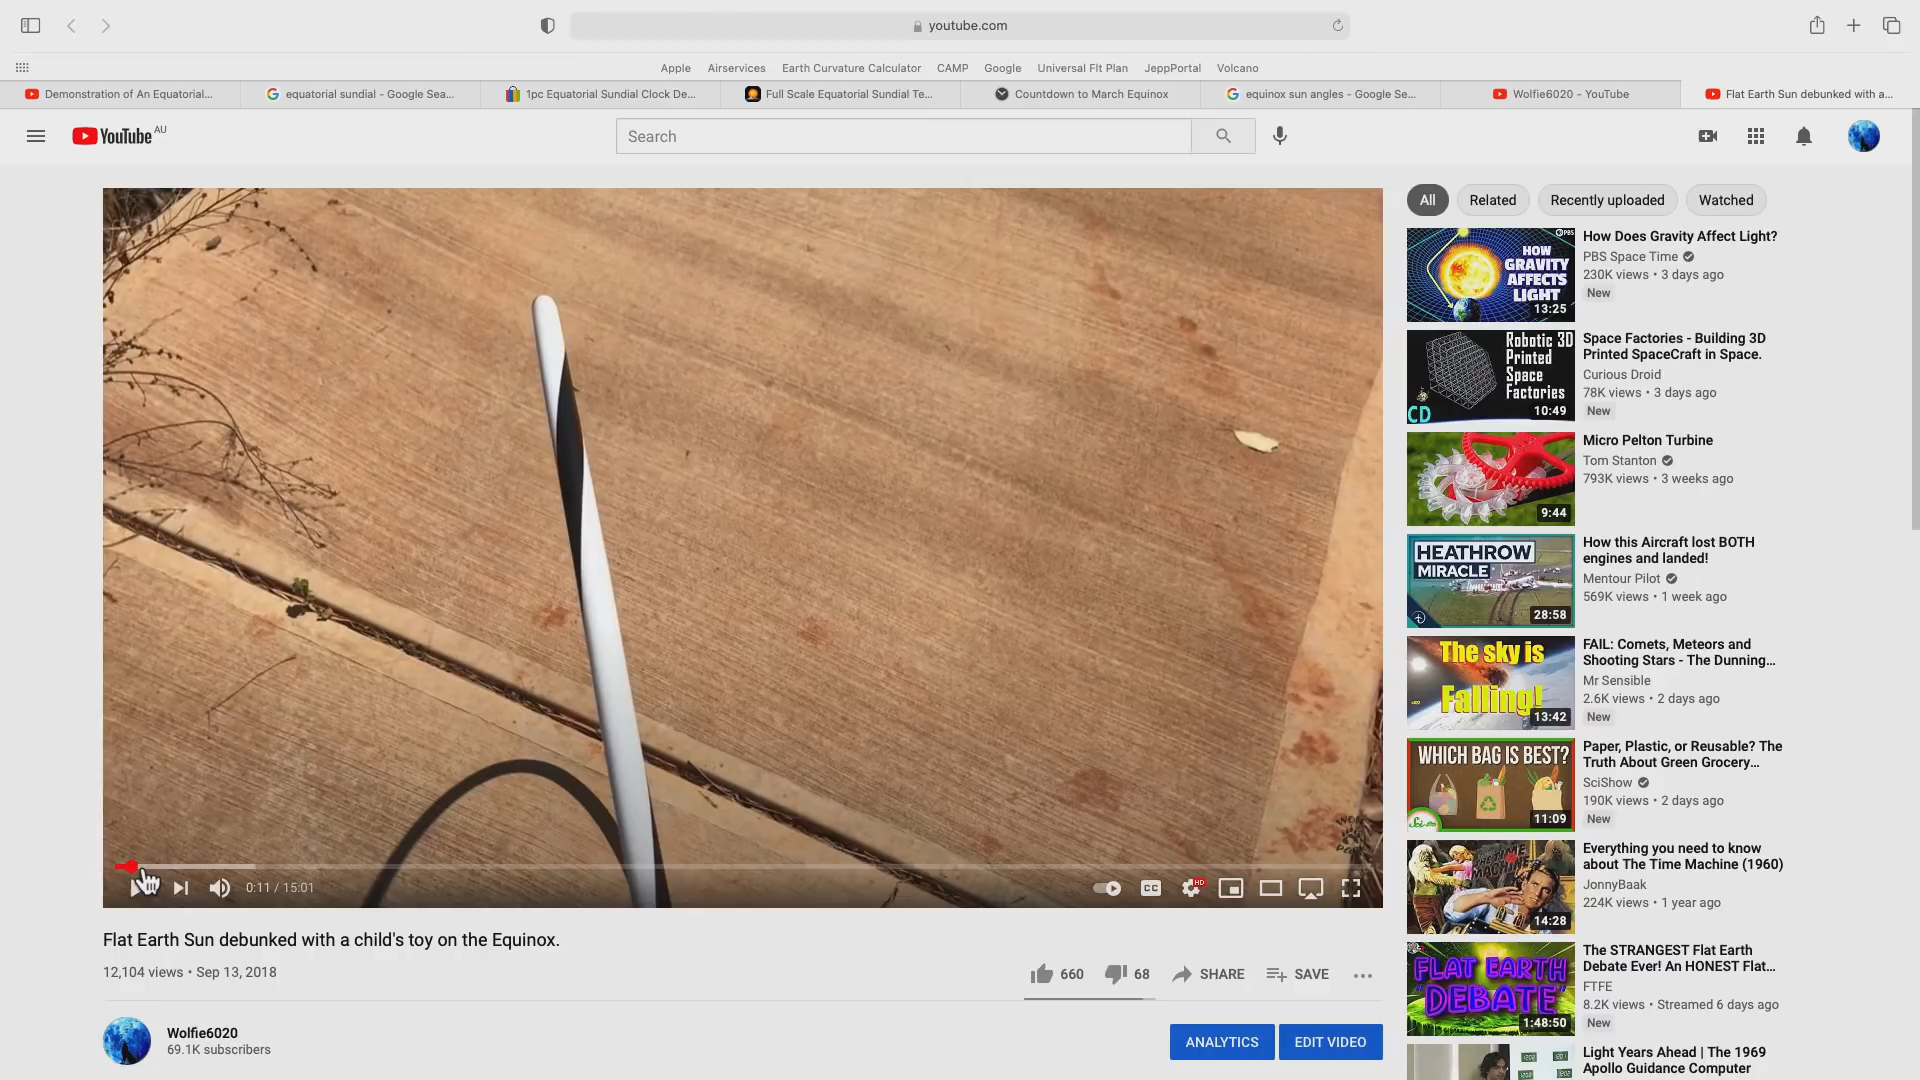 youtube.com
Apple Airservices Earth Curvature Calculator CAMP Google Universal Flt Plan JeppPortal Volcano
Demonstration of An Equatorial... equatorial sundial - Google Sea... 1pc Equatorial Sundial Clock De... Full Scale Equatorial Sundial Te... Countdown to March Equinox equinox sun angles - Google Se... Wolfie6020 - YouTube Flat Earth Sun debunked with a...
YouTube AU
Search
All Related Recently uploaded Watched
HOW GRAVITY AFFECTS LIGHT
PBS
13:25
How Does Gravity Affect Light?
PBS Space Time
230K views • 3 days ago
New
Robotic 3D
Printed
Space
Factories
CD
10:49
Space Factories - Building 3D
Printed SpaceCraft in Space.
Curious Droid
78K views • 3 days ago
New
9:44
Micro Pelton Turbine
Tom Stanton
793K views • 3 weeks ago
HEATHROW
MIRACLE
28:58
How this Aircraft lost BOTH
engines and landed!
Mentour Pilot
569K views • 1 week ago
The sky is
Falling!
13:42
FAIL: Comets, Meteors and
Shooting Stars - The Dunning...
Mr Sensible
2.6K views • 2 days ago
New
WHICH BAG IS BEST?
Sci
11:09
Paper, Plastic, or Reusable? The
Truth About Green Grocery...
SciShow
190K views • 2 days ago
New
THE TIME
MACHINE
14:28
Everything you need to know
about The Time Machine (1960)
JonnyBaak
224K views • 1 year ago
FLAT EARTH
"DEBATE"
1:48:50
The STRANGEST Flat Earth
Debate Ever! An HONEST Flat...
FTFE
8.2K views • Streamed 6 days ago
New
Light Years Ahead | The 1969
Apollo Guidance Computer
0:11 / 15:01
CC
HD
Flat Earth Sun debunked with a child's toy on the Equinox.
12,104 views • Sep 13, 2018
660 68 SHARE SAVE
Wolfie6020
69.1K subscribers
ANALYTICS EDIT VIDEO